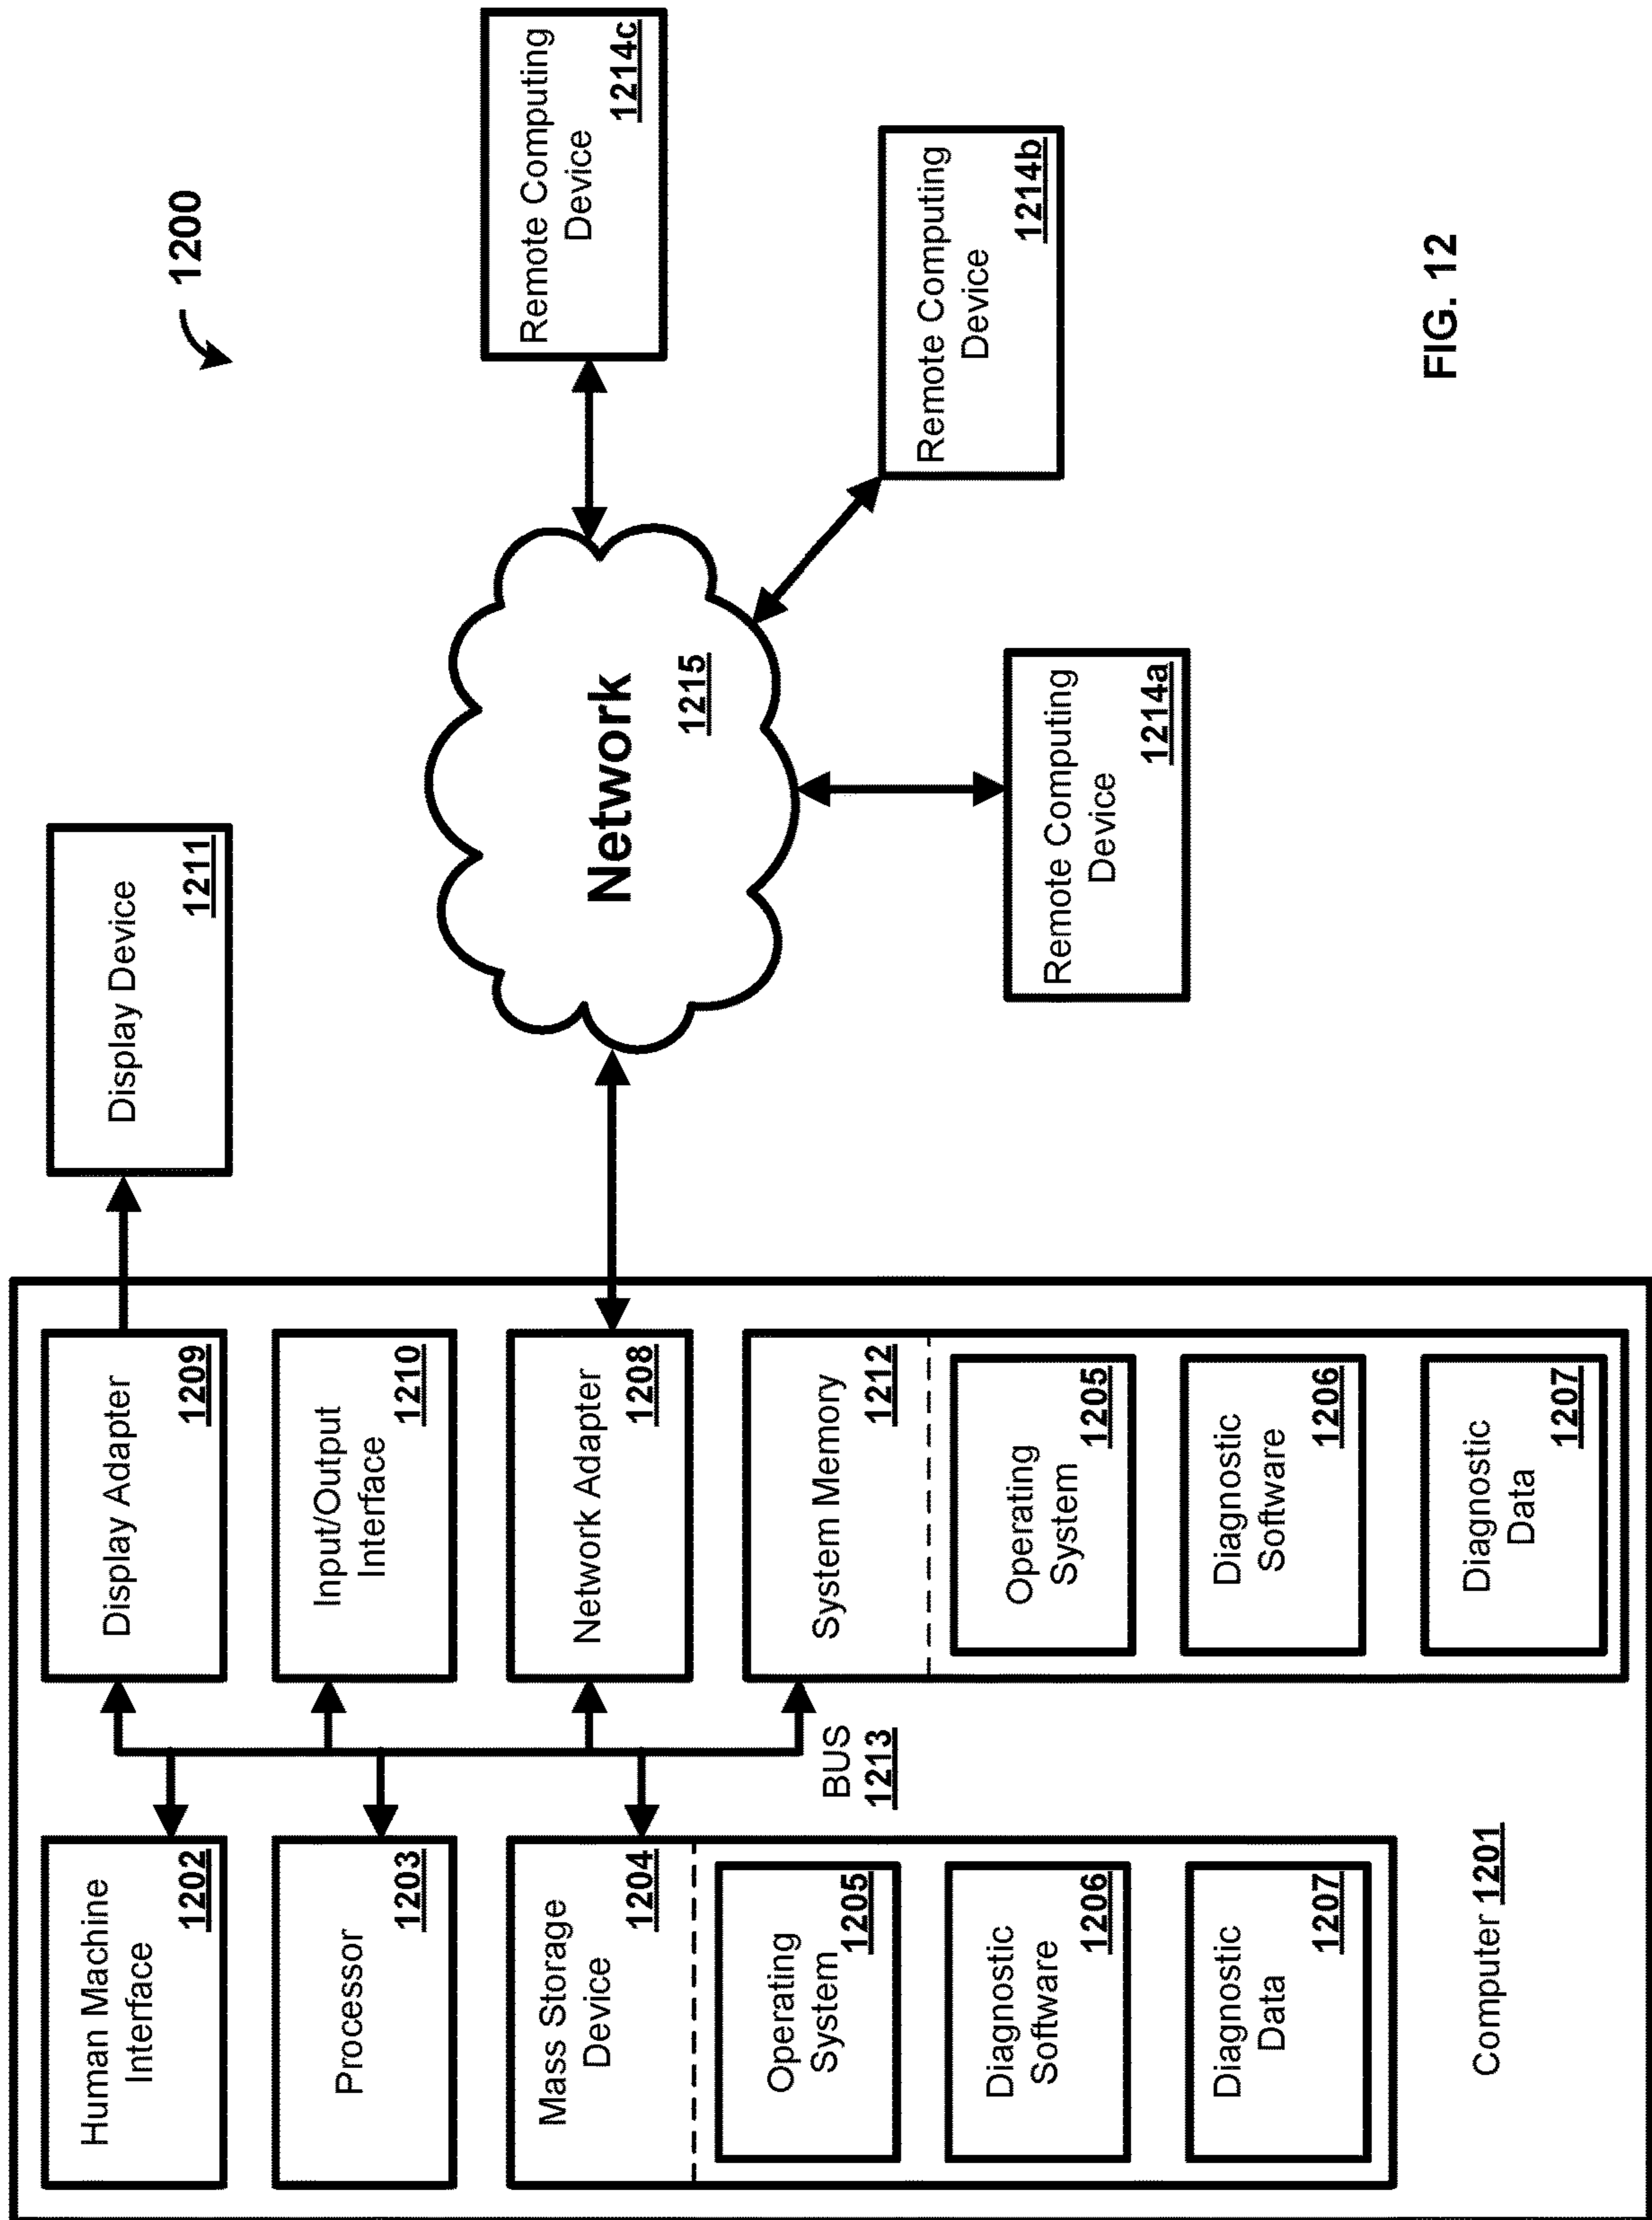 1200
Human Machine
Interface
1202
Processor
1203
Mass Storage
Device
1204
Operating
System
1205
Diagnostic
Software
1206
Diagnostic
Data
1207
Computer 1201
BUS
1213
Display Adapter
1209
Input/Output
Interface
1210
Network Adapter
1208
System Memory
1212
Operating
System
1205
Diagnostic
Software
1206
Diagnostic
Data
1207
Display Device
1211
Network
1215
Remote Computing
Device
1214a
Remote Computing
Device
1214b
Remote Computing
Device
1214c
FIG. 12